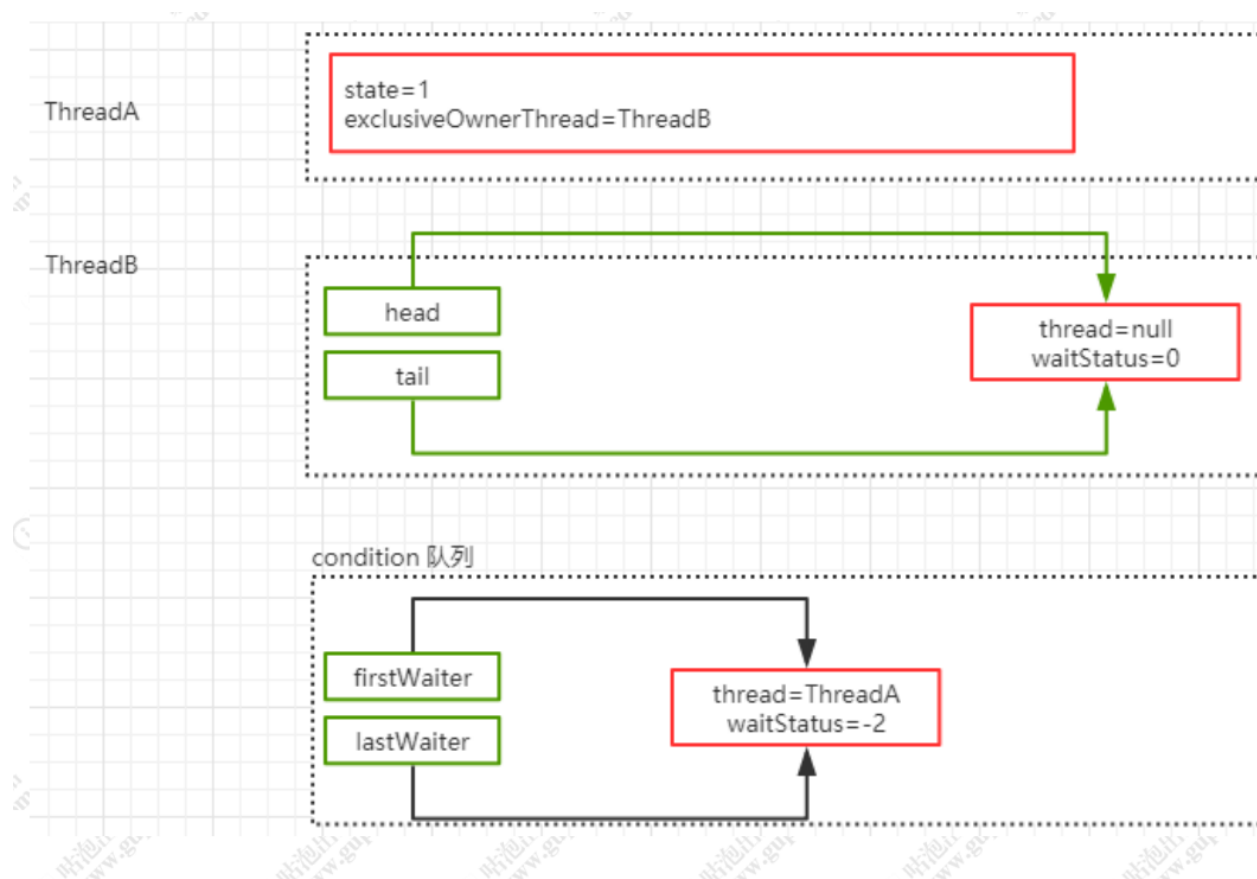 ThreadA
state=1
exclusiveOwnerThread=ThreadB
ThreadB
head
tail
thread=null
waitStatus=0
condition 队列
firstWaiter
lastWaiter
thread=ThreadA
waitStatus=-2